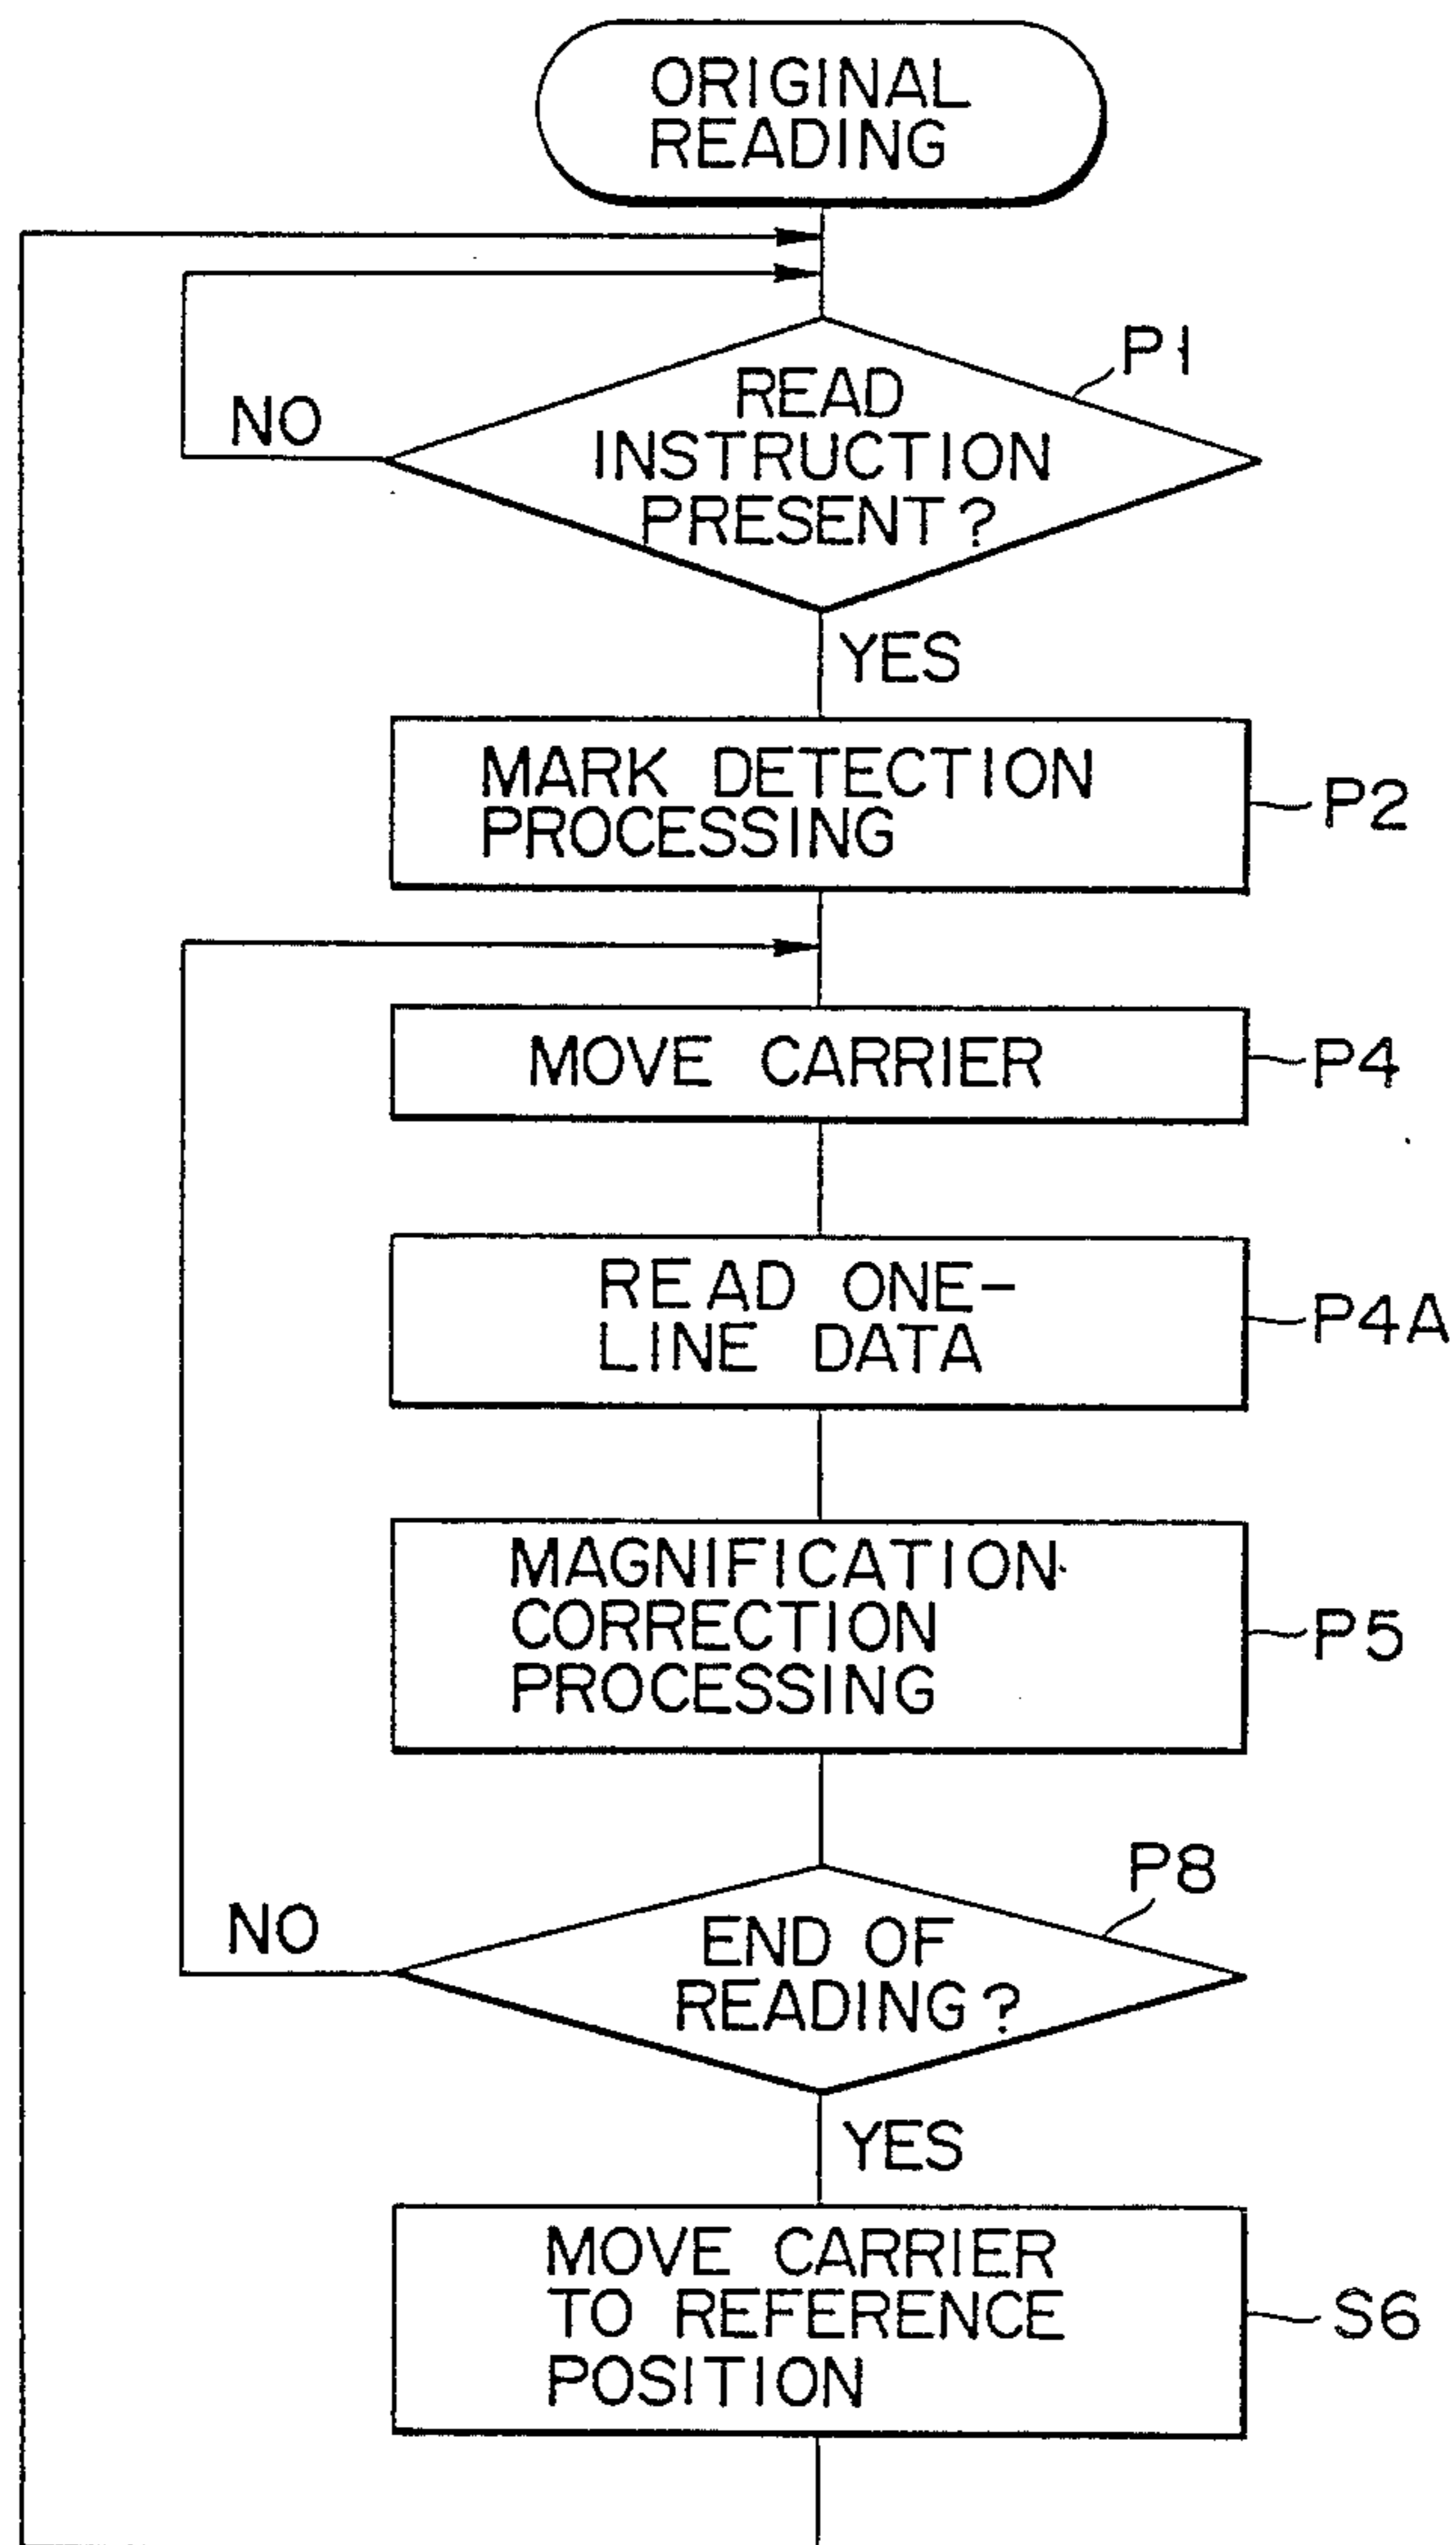 ORIGINAL
READING
P1
READ
INSTRUCTION
PRESENT?
NO
YES
MARK DETECTION
PROCESSING
P2
MOVE CARRIER
P4
READ ONE-
LINE DATA
P4A
MAGNIFICATION
CORRECTION
PROCESSING
P5
P8
END OF
READING?
NO
YES
MOVE CARRIER
TO REFERENCE
POSITION
S6